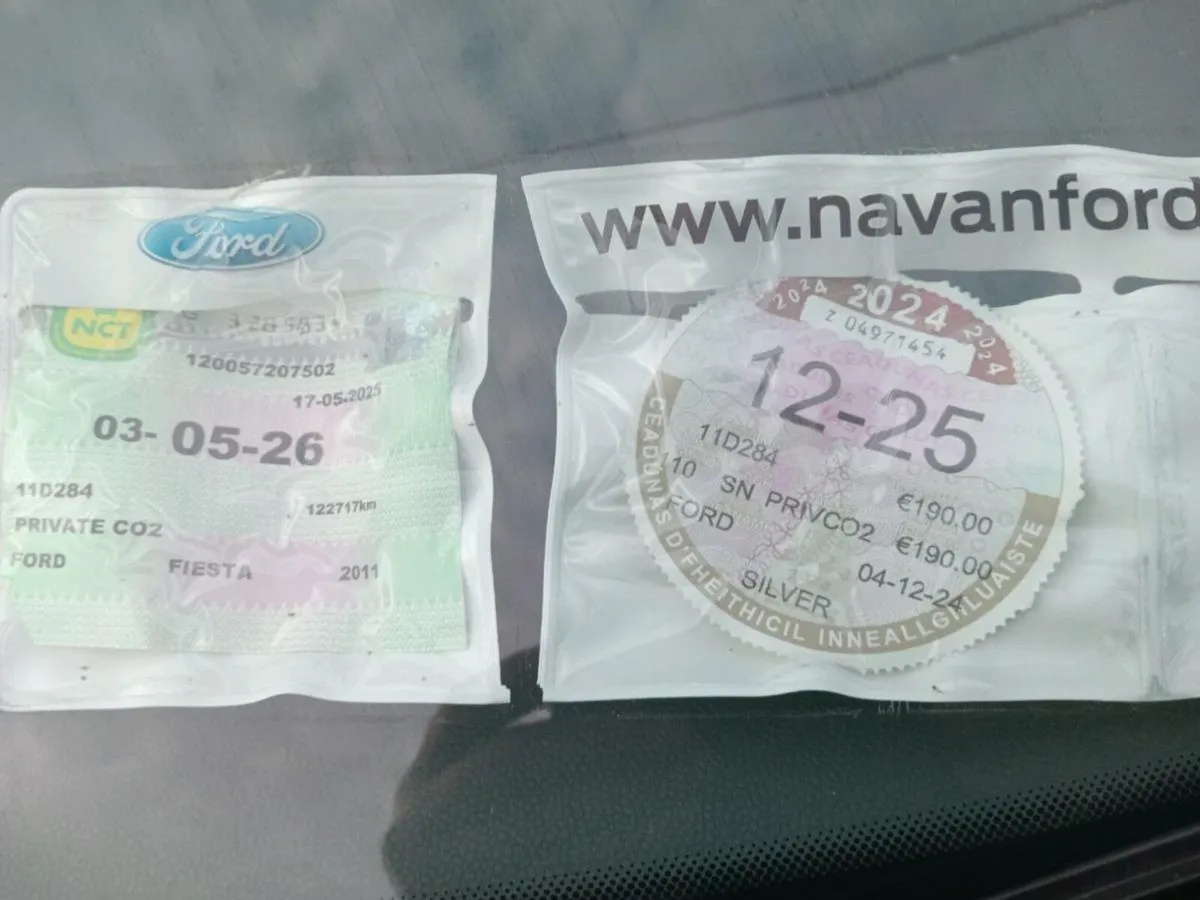 Ford
NCT
120057207502
17-05-2025
03- 05-26
11D284
122717km
PRIVATE CO2
FORD FIESTA 2011
www.navanford
2024 2024 2024
Z 04971454
12-25
11D284
'10 SN PRIVCO2 €190.00
FORD €190.00
SILVER 04-12-24
CEADÚNAS D'FHEITHICIL INNEALLGHLUAISTE